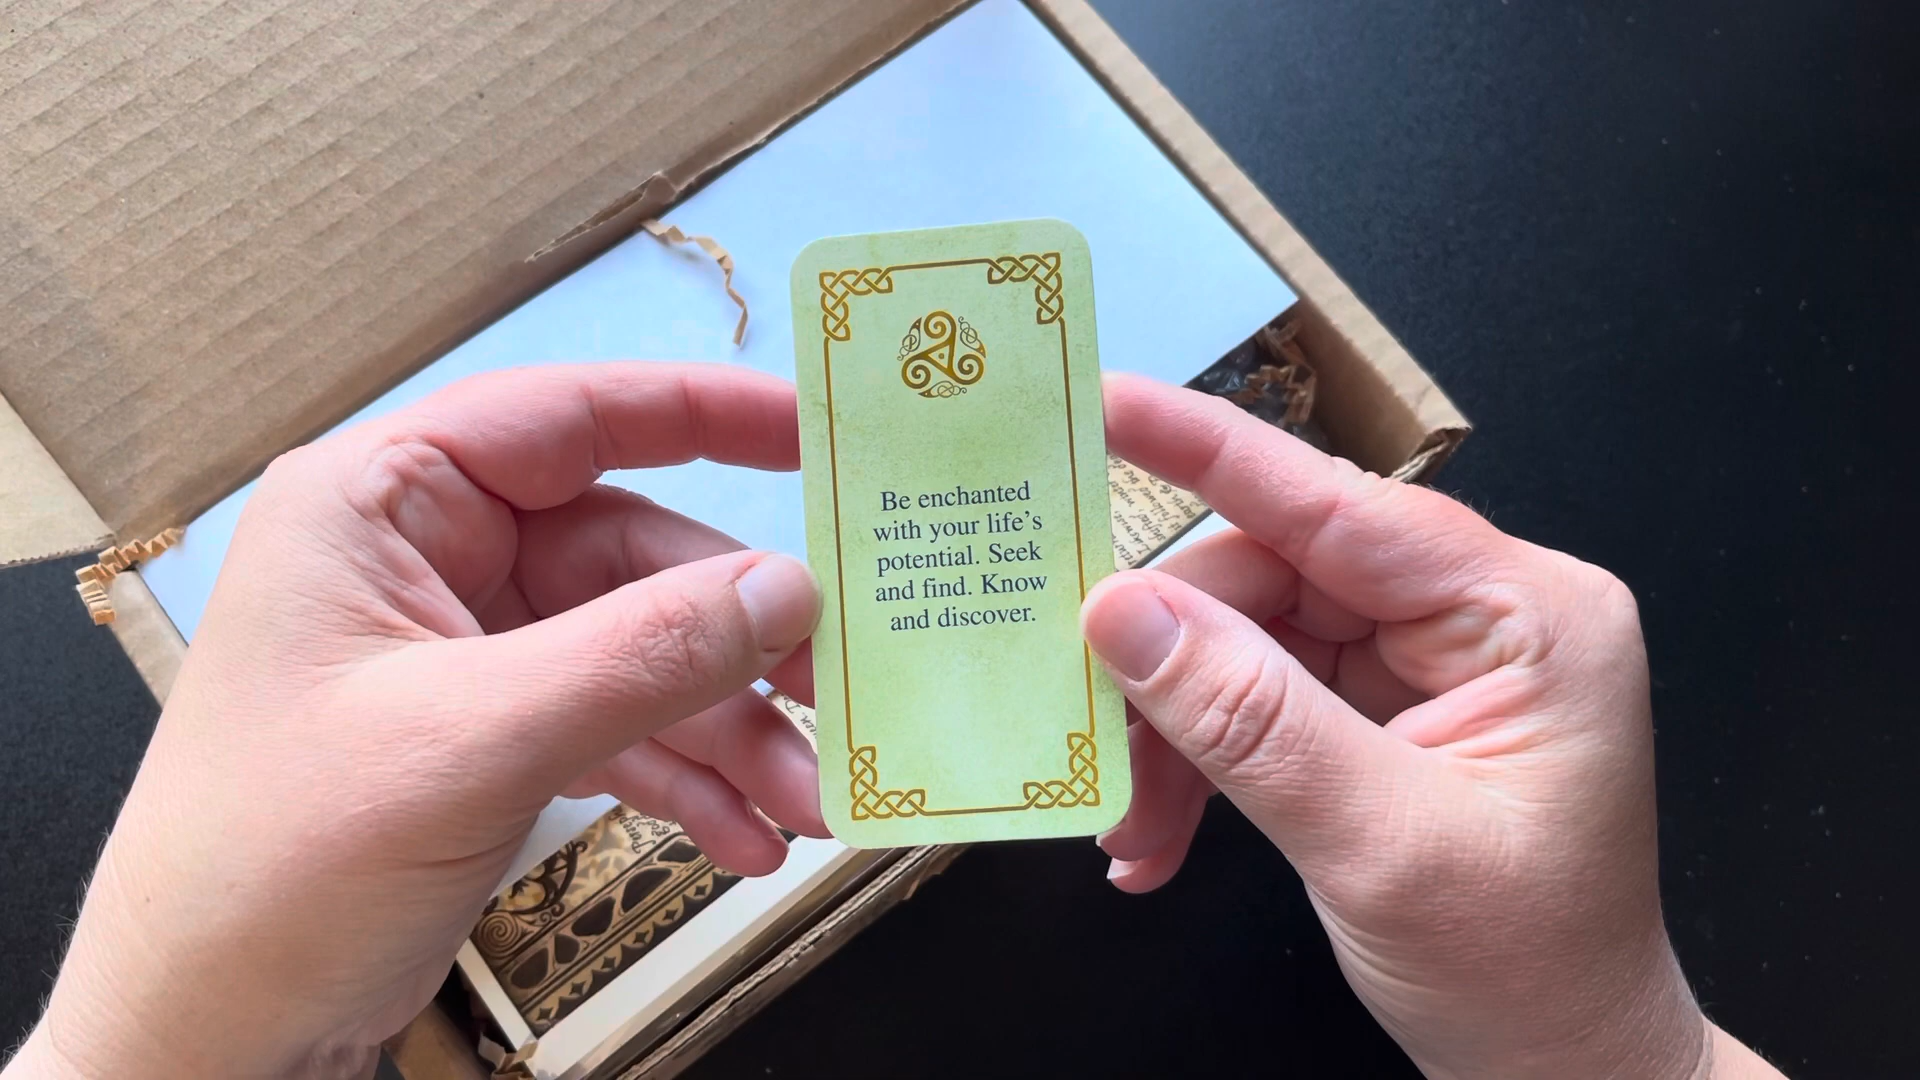 Be enchanted
with your life's
potential. Seek
and find. Know
and discover.